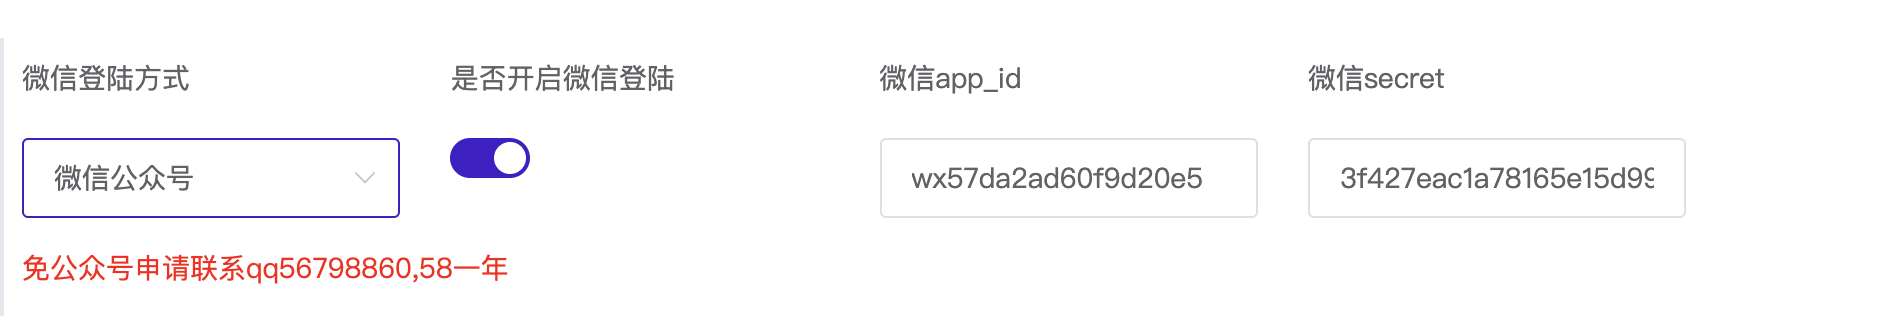 微信登陆方式
是否开启微信登陆
微信app_id
微信secret
微信公众号
wx57da2ad60f9d20e5
3f427eac1a78165e15d99
免公众号申请联系qq56798860,58一年